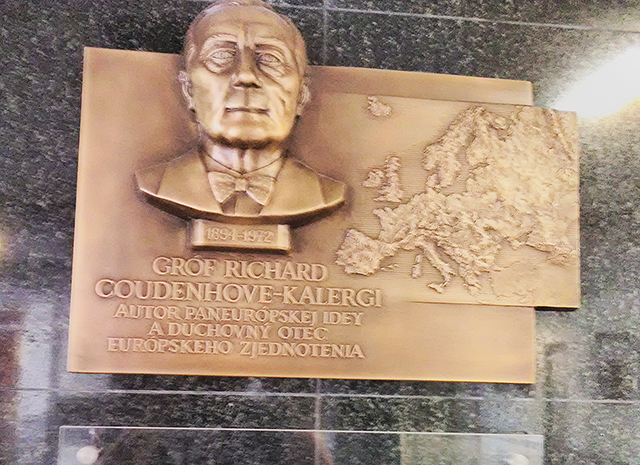 1894-1972
GRÓF RICHARD
COUDENHOVE-KALERGI
AUTOR PANEURÓPSKEJ IDEY
A DUCHOVNÝ OTEC
EURÓPSKEHO ZJEDNOTENIA